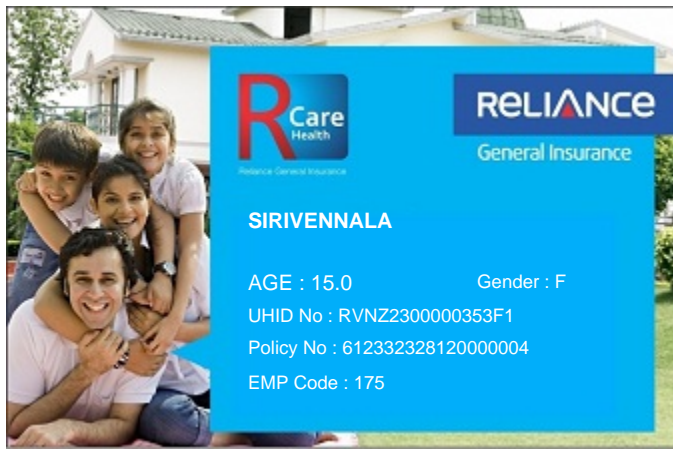 R Care
Health
Reliance General Insurance
RELIANCE
General Insurance
SIRIVENNALA
AGE : 15.0 Gender : F
UHID No : RVNZ2300000353F1
Policy No : 612332328120000004
EMP Code : 175